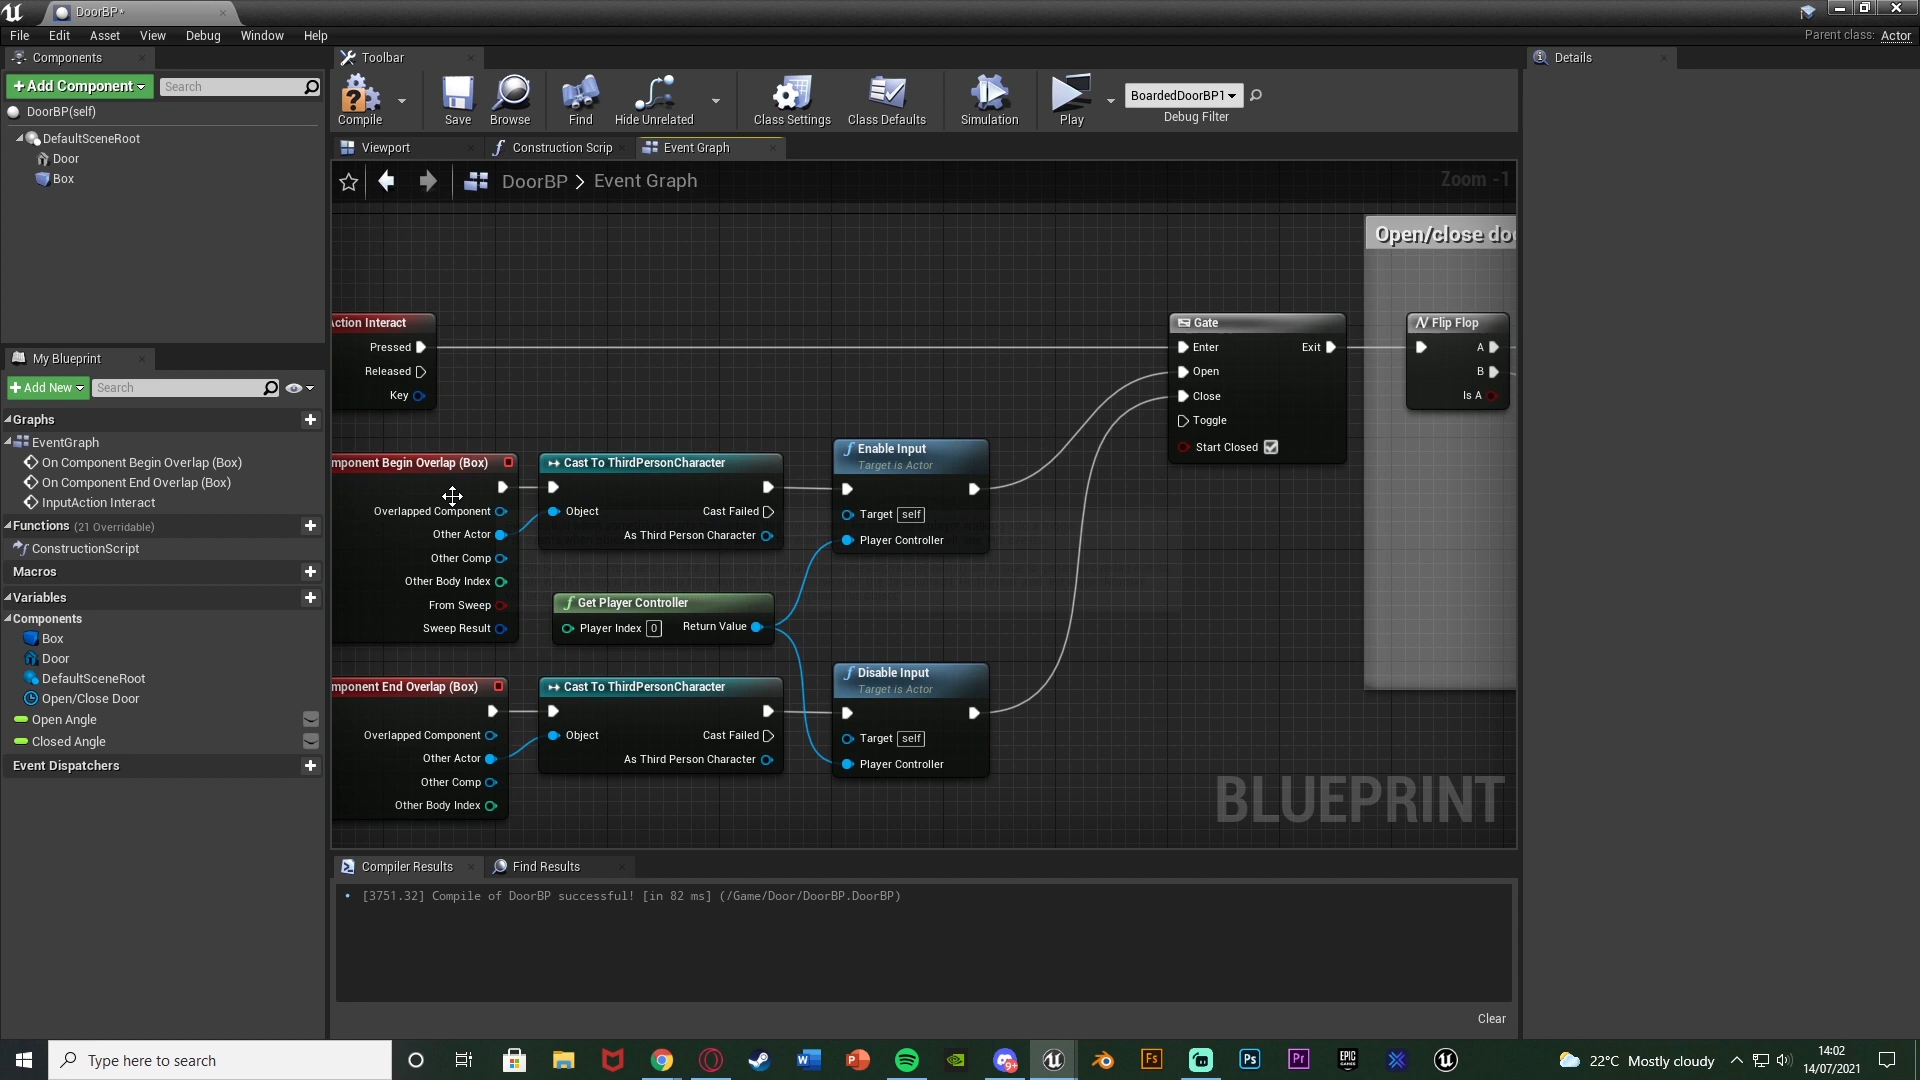 DoorBP*
File Edit Asset View Debug Window Help
Parent class: Actor
Components
Toolbar
Details
+Add Component
Search
DoorBP(self)
DefaultSceneRoot
Door
Box
Compile
Save
Browse
Find
Hide Unrelated
Class Settings
Class Defaults
Simulation
Play
BoardedDoorBP1
Debug Filter
Viewport
Construction Scrip
Event Graph
DoorBP > Event Graph
Zoom -1
Open/close doo
Action Interact
Pressed
Released
Key
Gate
Enter
Exit
Open
Close
Toggle
Start Closed
Flip Flop
A
B
Is A
mponent Begin Overlap (Box)
Overlapped Component
Other Actor
Other Comp
Other Body Index
From Sweep
Sweep Result
Cast To ThirdPersonCharacter
Object
Cast Failed
As Third Person Character
Enable Input
Target is Actor
Target self
Player Controller
Get Player Controller
Player Index 0
Return Value
mponent End Overlap (Box)
Overlapped Component
Other Actor
Other Comp
Other Body Index
Cast To ThirdPersonCharacter
Object
Cast Failed
As Third Person Character
Disable Input
Target is Actor
Target self
Player Controller
BLUEPRINT
My Blueprint
+Add New
Search
Graphs
EventGraph
On Component Begin Overlap (Box)
On Component End Overlap (Box)
InputAction Interact
Functions (21 Overridable)
ConstructionScript
Macros
Variables
Components
Box
Door
DefaultSceneRoot
Open/Close Door
Open Angle
Closed Angle
Event Dispatchers
Compiler Results
Find Results
[3751.32] Compile of DoorBP successful! [in 82 ms] (/Game/Door/DoorBP.DoorBP)
Clear
Type here to search
22°C Mostly cloudy
14:02
14/07/2021